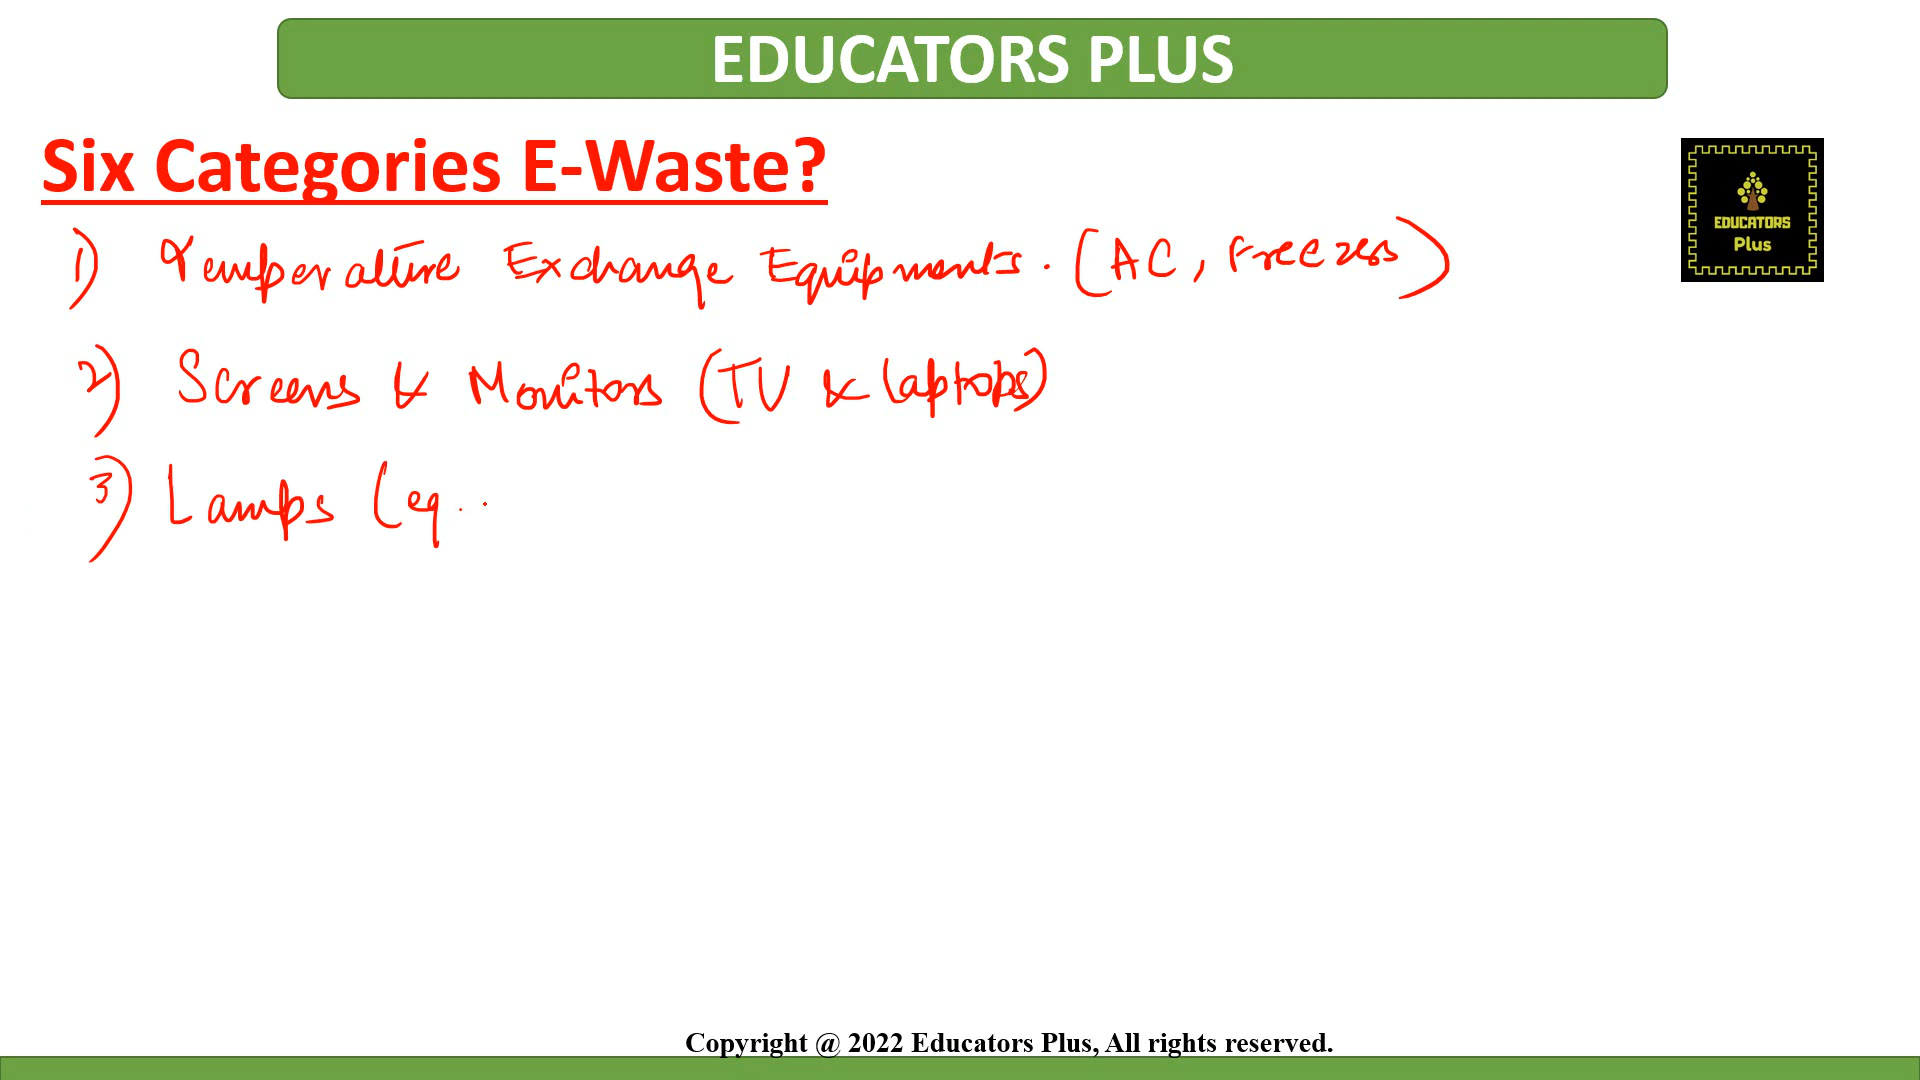 EDUCATORS PLUS
Six Categories E-Waste?
EDUCATORS
Plus
1) Temperature Exchange Equipments. (AC, Freezers)
2) Screens & Monitors (TV & Laptops)
3) Lamps (eg.
Copyright @ 2022 Educators Plus, All rights reserved.